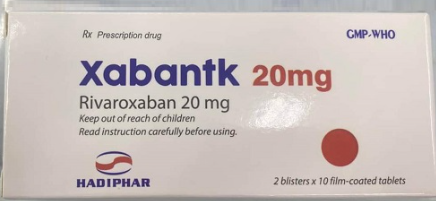 Rx Prescription drug
GMP-WHO
Xabantk 20mg
Rivaroxaban 20 mg
Keep out of reach of children
Read instruction carefully before using.
HADIPHAR
2 blisters x 10 film-coated tablets